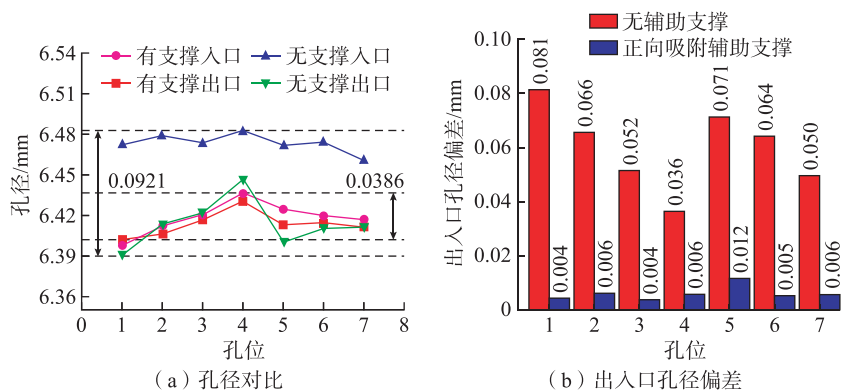 有支撑入口
无支撑入口
有支撑出口
无支撑出口
孔径/mm
6.54
6.51
6.48
6.45
6.42
6.39
6.36
0.0921
0.0386
0 1 2 3 4 5 6 7 8
孔位
（a）孔径对比
无辅助支撑
正向吸附辅助支撑
出入口孔径偏差/mm
0.10
0.08
0.06
0.04
0.02
0
0.081
0.004
0.066
0.006
0.052
0.004
0.036
0.006
0.071
0.012
0.064
0.005
0.050
0.006
1 2 3 4 5 6 7
孔位
（b）出入口孔径偏差